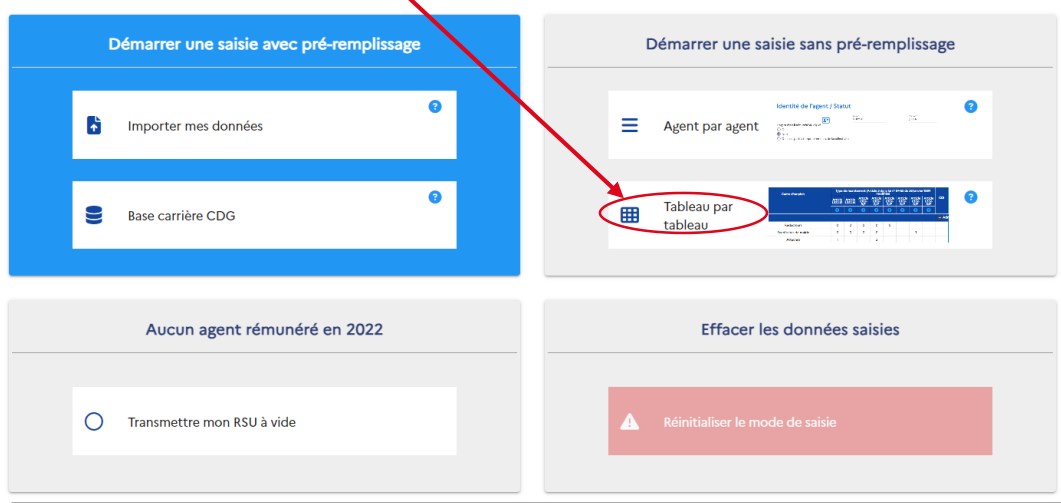 Démarrer une saisie avec pré-remplissage
Importer mes données
?
Base carrière CDG
?
Démarrer une saisie sans pré-remplissage
Agent par agent
Identité de l'agent / Statut
?
Tableau par
tableau
?
Aucun agent rémunéré en 2022
Transmettre mon RSU à vide
Effacer les données saisies
Réinitialiser le mode de saisie